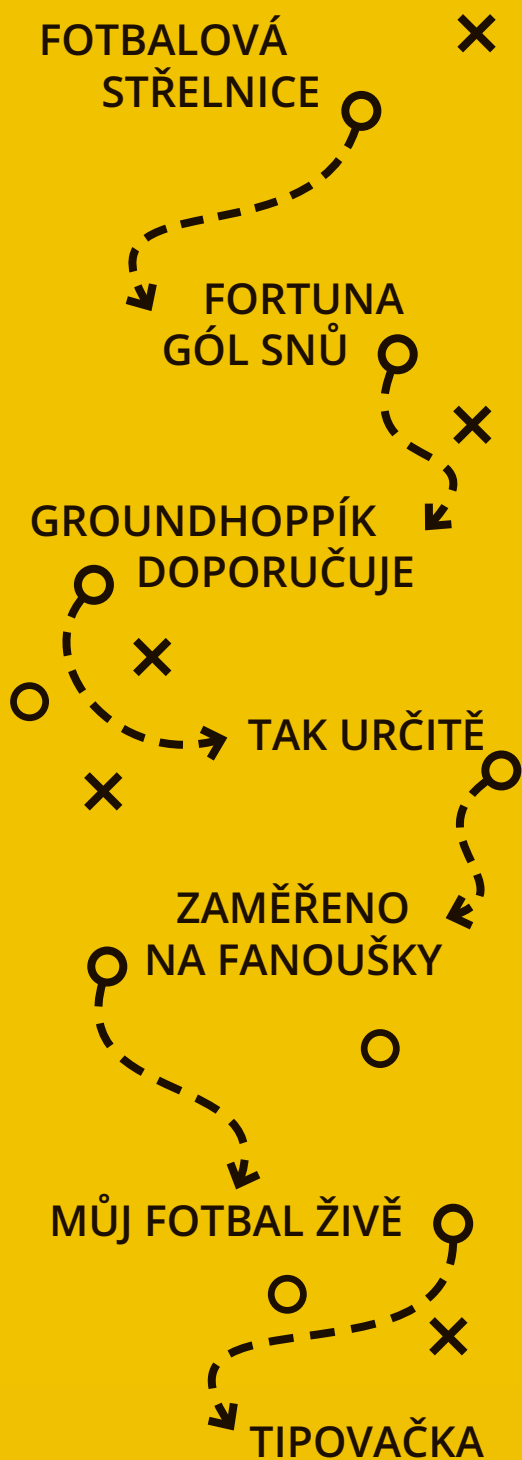 FOTBALOVÁ
STŘELNICE
FORTUNA
GÓL SNŮ
GROUNDHOPPÍK
DOPORUČUJE
TAK URČITĚ
ZAMĚŘENO
NA FANOUŠKY
MŮJ FOTBAL ŽIVĚ
TIPOVAČKA